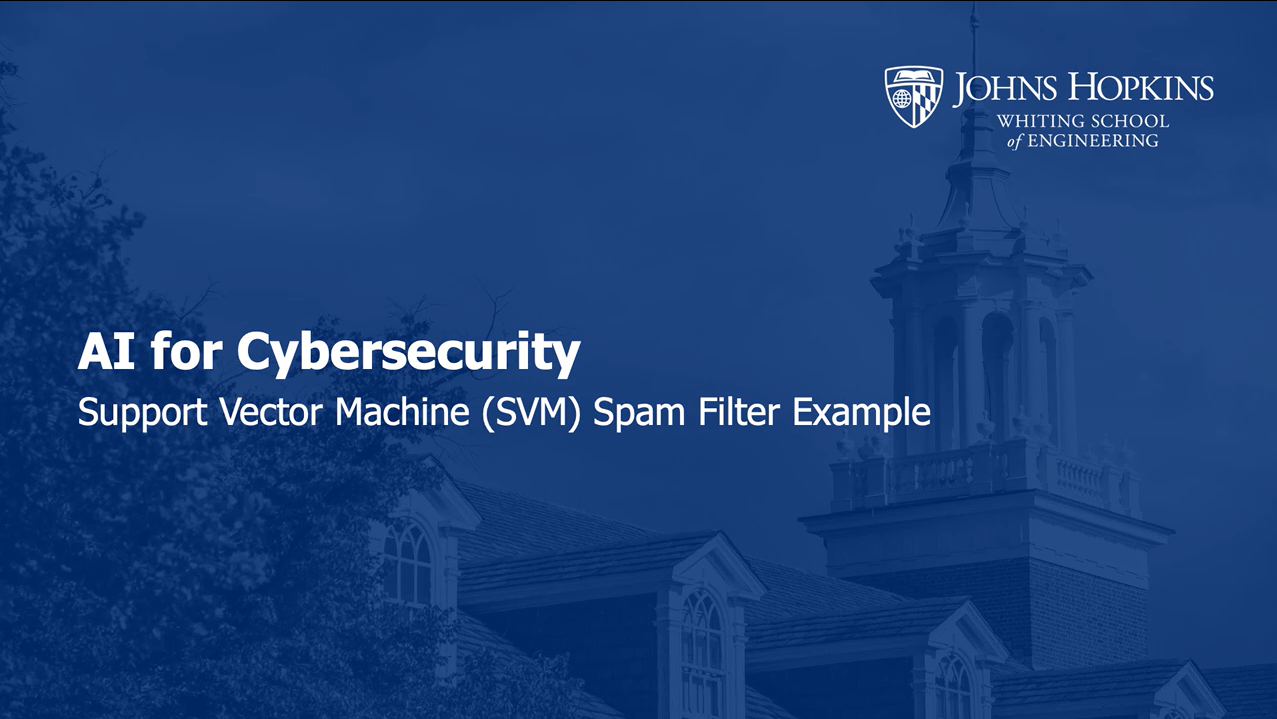 JOHNS HOPKINS
WHITING SCHOOL
of ENGINEERING
AI for Cybersecurity
Support Vector Machine (SVM) Spam Filter Example